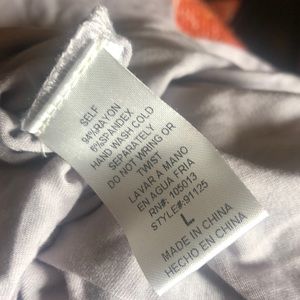 SELF
94%RAYON
6%SPANDEX
HAND WASH COLD
SEPARATELY
DO NOT WRING OR
TWIST
LAVAR A MANO
EN AGUA FRIA
RN#: 105013
STYLE#:91125
L
MADE IN CHINA
HECHO EN CHINA